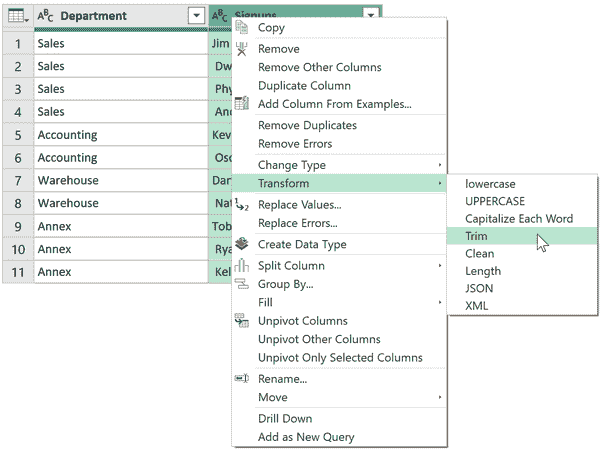 ABC Department ABC Signups
1 Sales Jim
2 Sales Dw
3 Sales Phy
4 Sales And
5 Accounting Kev
6 Accounting Osc
7 Warehouse Dar
8 Warehouse Nat
9 Annex Tob
10 Annex Rya
11 Annex Kel
Copy
Remove
Remove Other Columns
Duplicate Column
Add Column From Examples...
Remove Duplicates
Remove Errors
Change Type
Transform
Replace Values...
Replace Errors...
Create Data Type
Split Column
Group By...
Fill
Unpivot Columns
Unpivot Other Columns
Unpivot Only Selected Columns
Rename...
Move
Drill Down
Add as New Query
lowercase
UPPERCASE
Capitalize Each Word
Trim
Clean
Length
JSON
XML